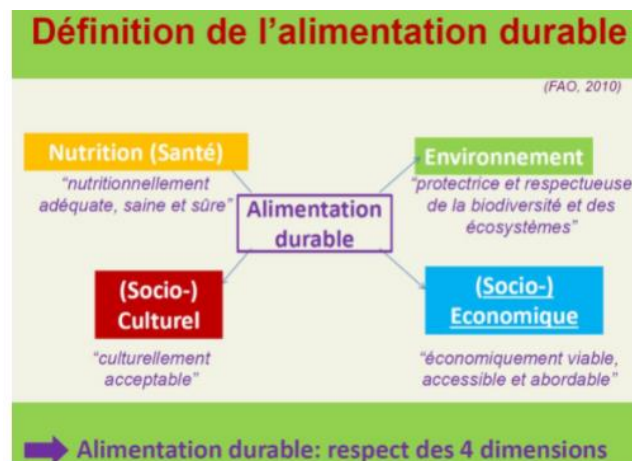 Définition de l'alimentation durable
(FAO, 2010)
Nutrition (Santé)
"nutritionnellement
adéquate, saine et sûre"
Environnement
"protectrice et respectueuse
de la biodiversité et des
écosystèmes"
Alimentation
durable
(Socio-)
Culturel
"culturellement
acceptable"
(Socio-)
Economique
"économiquement viable,
accessible et abordable"
Alimentation durable: respect des 4 dimensions